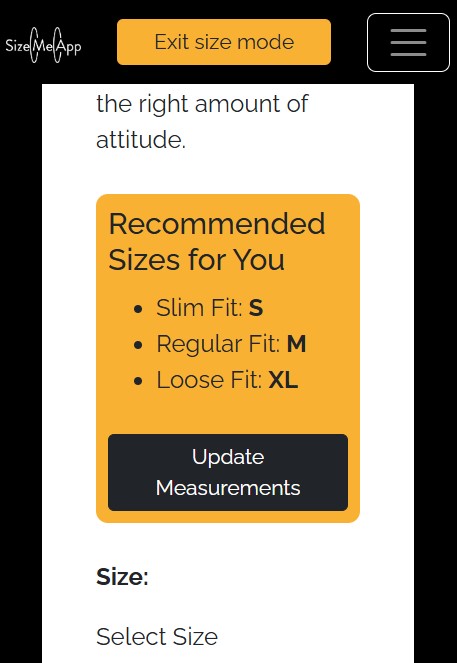 SizeMeApp
Exit size mode
the right amount of
attitude.
Recommended
Sizes for You
Slim Fit: S
Regular Fit: M
Loose Fit: XL
Update
Measurements
Size:
Select Size